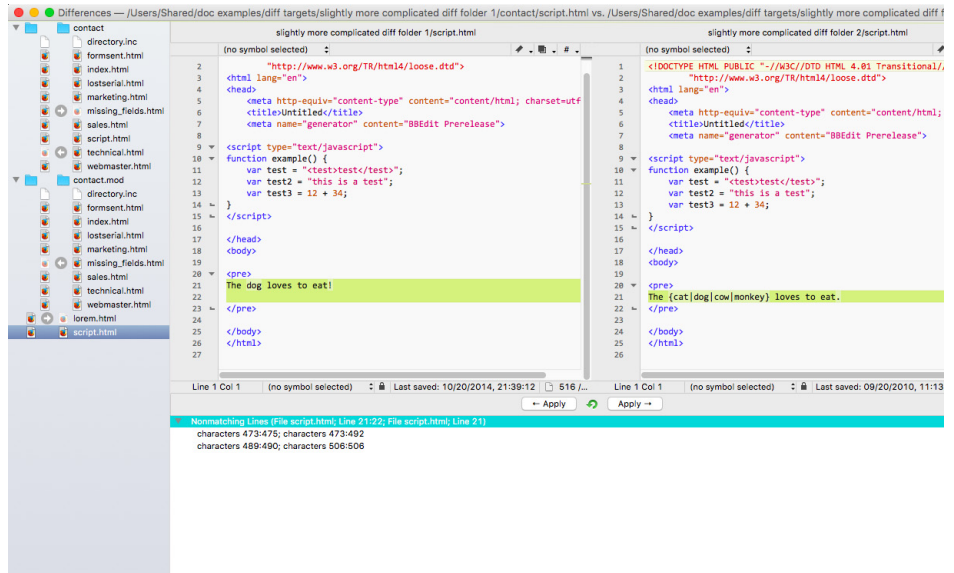 Differences — /Users/Shared/doc examples/diff targets/slightly more complicated diff folder 1/contact/script.html vs. /Users/Shared/doc examples/diff targets/slightly more complicated diff f
contact
directory.inc
formsent.html
index.html
lostserial.html
marketing.html
missing_fields.html
sales.html
script.html
technical.html
webmaster.html
contact.mod
directory.inc
formsent.html
index.html
lostserial.html
marketing.html
missing_fields.html
sales.html
technical.html
webmaster.html
lorem.html
script.html
slightly more complicated diff folder 1/script.html
(no symbol selected) #
2 "http://www.w3.org/TR/html4/loose.dtd">
3 <html lang="en">
4 <head>
5 <meta http-equiv="content-type" content="content/html; charset=utf
6 <title>Untitled</title>
7 <meta name="generator" content="BBEdit Prerelease">
8
9 <script type="text/javascript">
10 function example() {
11 var test = "<test>test</test>";
12 var test2 = "this is a test";
13 var test3 = 12 + 34;
14 }
15 </script>
16
17 </head>
18 <body>
19
20 <pre>
21 The dog loves to eat!
22
23 </pre>
24
25 </body>
26 </html>
27
Line 1 Col 1 (no symbol selected) Last saved: 10/20/2014, 21:39:12 516 /...
slightly more complicated diff folder 2/script.html
(no symbol selected)
1 <!DOCTYPE HTML PUBLIC "-//W3C//DTD HTML 4.01 Transitional/
2 "http://www.w3.org/TR/html4/loose.dtd">
3 <html lang="en">
4 <head>
5 <meta http-equiv="content-type" content="content/html;
6 <title>Untitled</title>
7 <meta name="generator" content="BBEdit Prerelease">
8
9 <script type="text/javascript">
10 function example() {
11 var test = "<test>test</test>";
12 var test2 = "this is a test";
13 var test3 = 12 + 34;
14 }
15 </script>
16
17 </head>
18 <body>
19
20 <pre>
21 The {cat|dog|cow|monkey} loves to eat.
22 </pre>
23
24 </body>
25 </html>
26
Line 1 Col 1 (no symbol selected) Last saved: 09/20/2010, 11:13
← Apply Apply →
Nonmatching Lines (File script.html; Line 21:22; File script.html; Line 21)
characters 473:475; characters 473:492
characters 489:490; characters 506:506